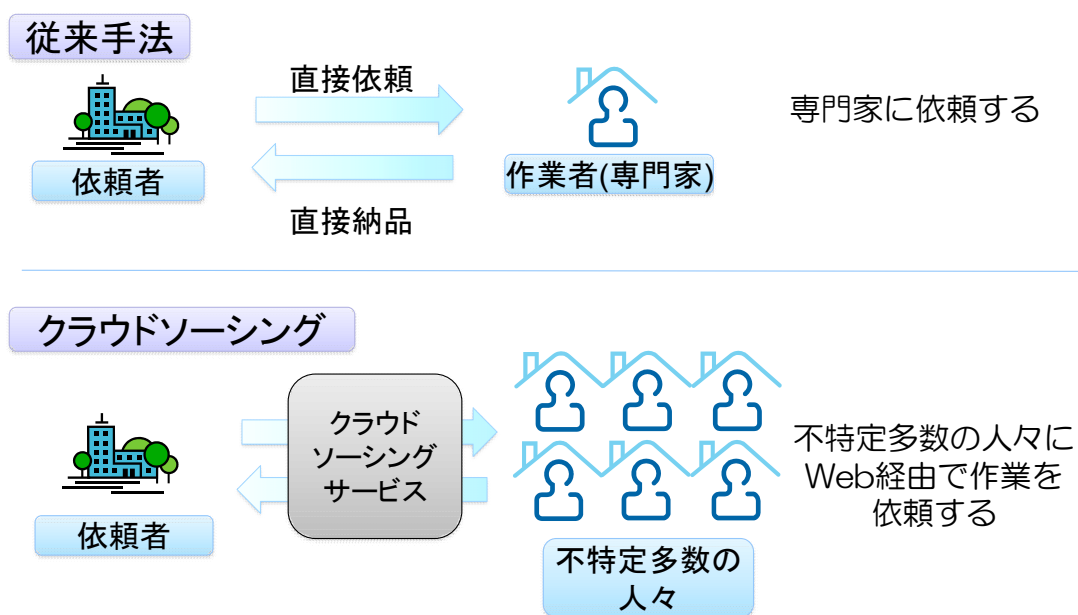 従来手法
直接依頼
専門家に依頼する
依頼者
作業者(専門家)
直接納品
クラウドソーシング
クラウド
ソーシング
サービス
不特定多数の人々に
Web経由で作業を
依頼する
依頼者
不特定多数の
人々